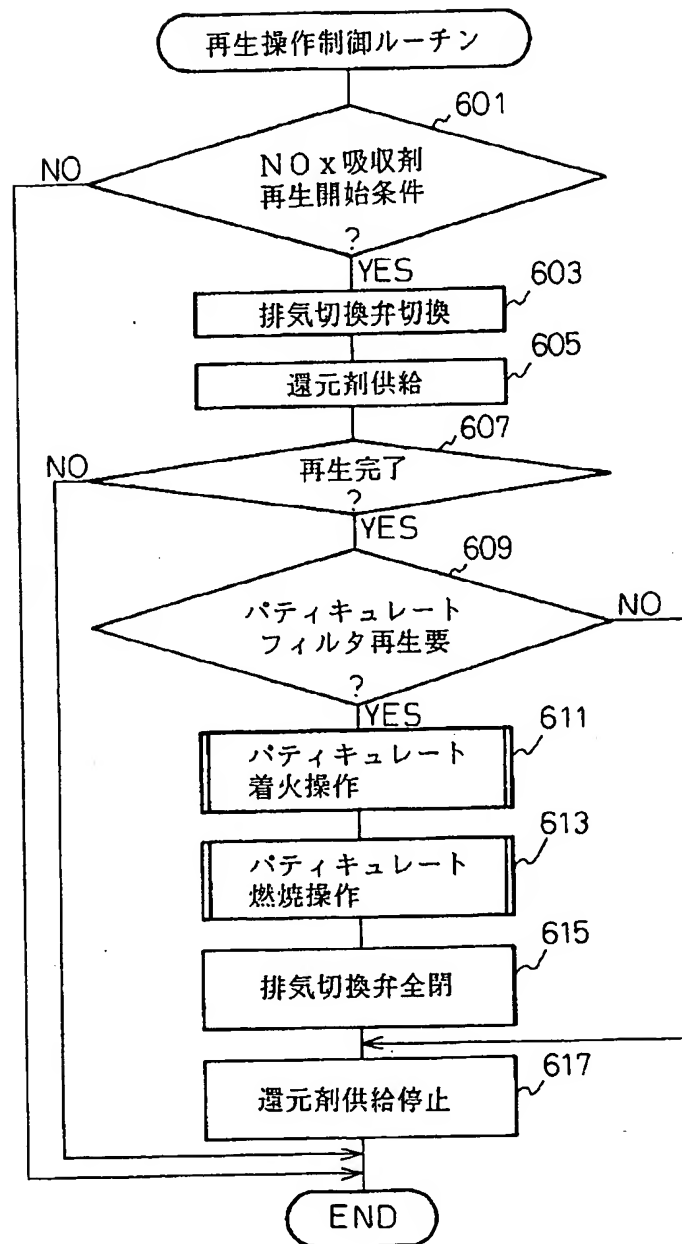 再生操作制御ルーチン
601
NO
NOx吸収剤
再生開始条件
?
YES
603
排気切換弁切換
605
還元剤供給
607
NO
再生完了
?
YES
609
パティキュレート
フィルタ再生要
NO
?
YES
611
パティキュレート
着火操作
613
パティキュレート
燃焼操作
615
排気切換弁全閉
617
還元剤供給停止
END